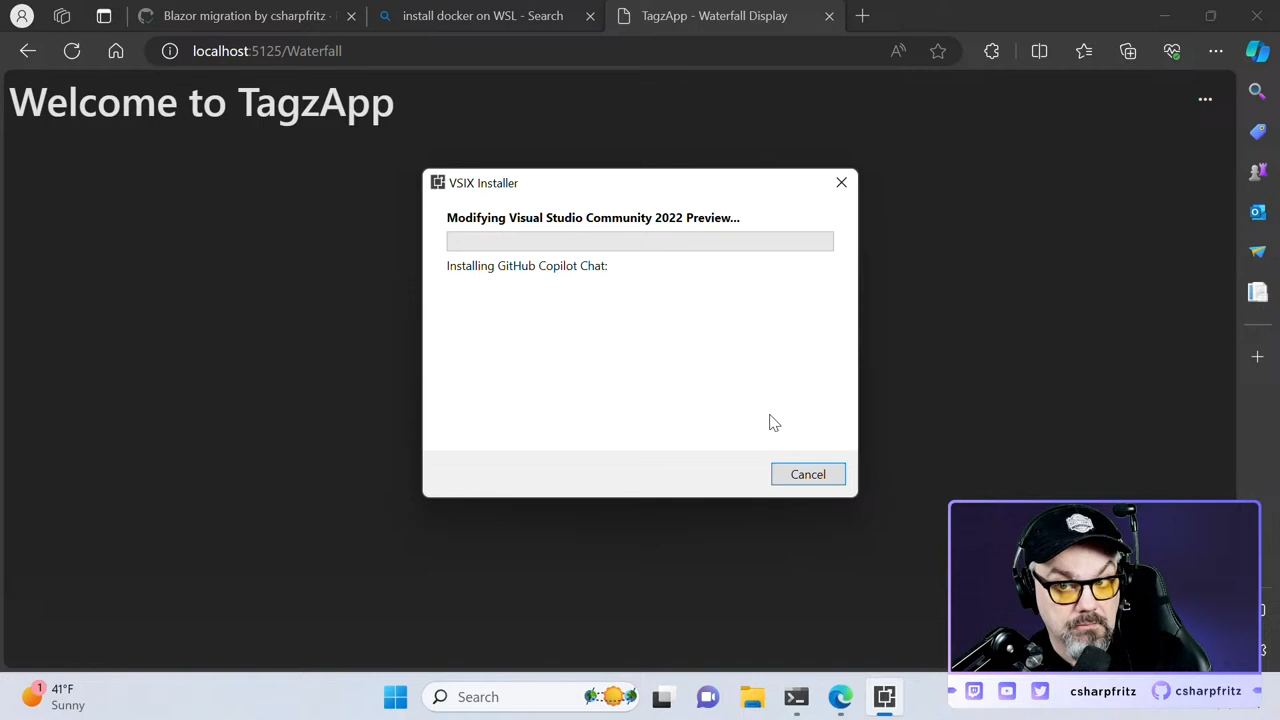 Blazor migration by csharpfritz ·
install docker on WSL - Search
TagzApp - Waterfall Display
localhost:5125/Waterfall
Welcome to TagzApp
VSIX Installer
Modifying Visual Studio Community 2022 Preview...
Installing GitHub Copilot Chat:
Cancel
csharpfritz
csharpfritz
1
41°F
Sunny
Search